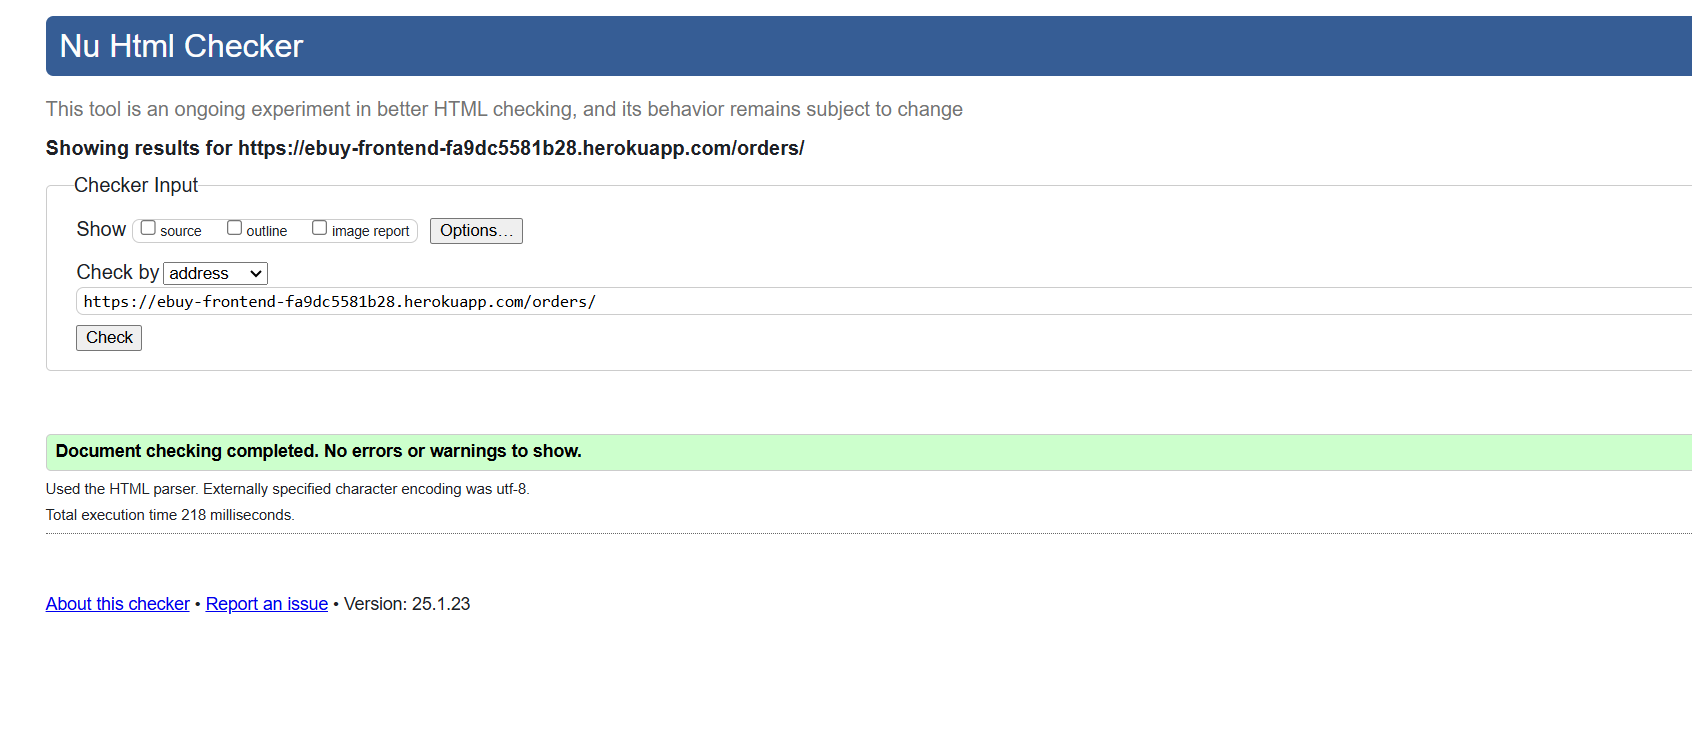 Nu Html Checker
This tool is an ongoing experiment in better HTML checking, and its behavior remains subject to change
Showing results for https://ebuy-frontend-fa9dc5581b28.herokuapp.com/orders/
Checker Input
Show source outline image report Options...
Check by address
https://ebuy-frontend-fa9dc5581b28.herokuapp.com/orders/
Check
Document checking completed. No errors or warnings to show.
Used the HTML parser. Externally specified character encoding was utf-8.
Total execution time 218 milliseconds.
About this checker • Report an issue • Version: 25.1.23